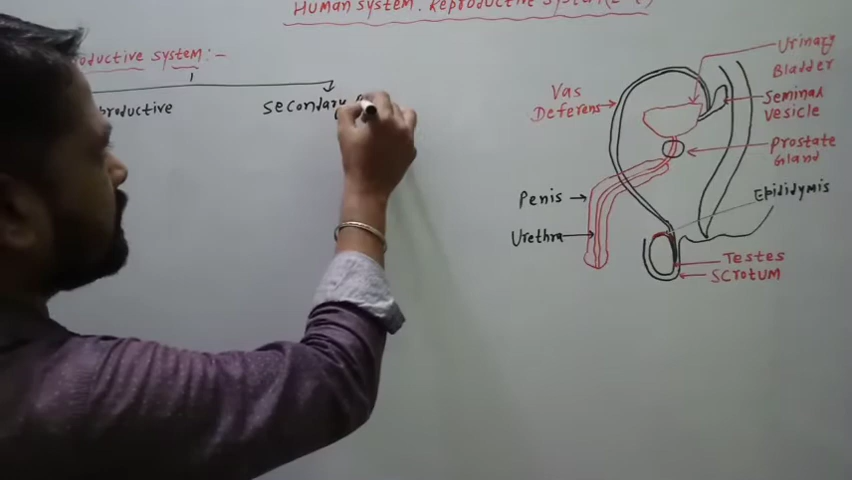 Human system. Reproductive system
oductive system:-
productive
secondary
Vas
Deferens
Urinary
Bladder
seminal
vesicle
prostate
Gland
Epididymis
Penis
Urethra
Testes
scrotum